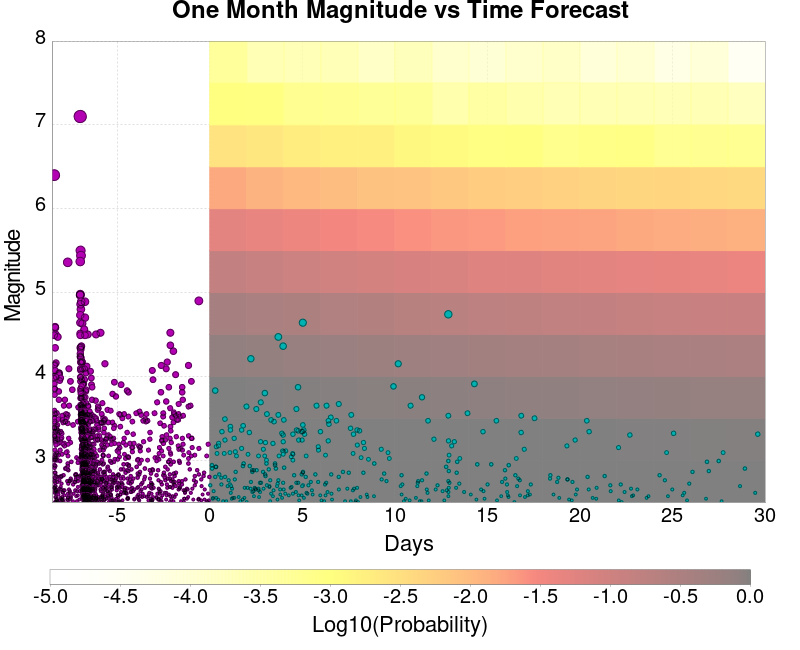 One Month Magnitude vs Time Forecast
8
7
6
5
4
3
Magnitude
-5 0 5 10 15 20 25 30
Days
-5.0 -4.5 -4.0 -3.5 -3.0 -2.5 -2.0 -1.5 -1.0 -0.5 0.0
Log10(Probability)